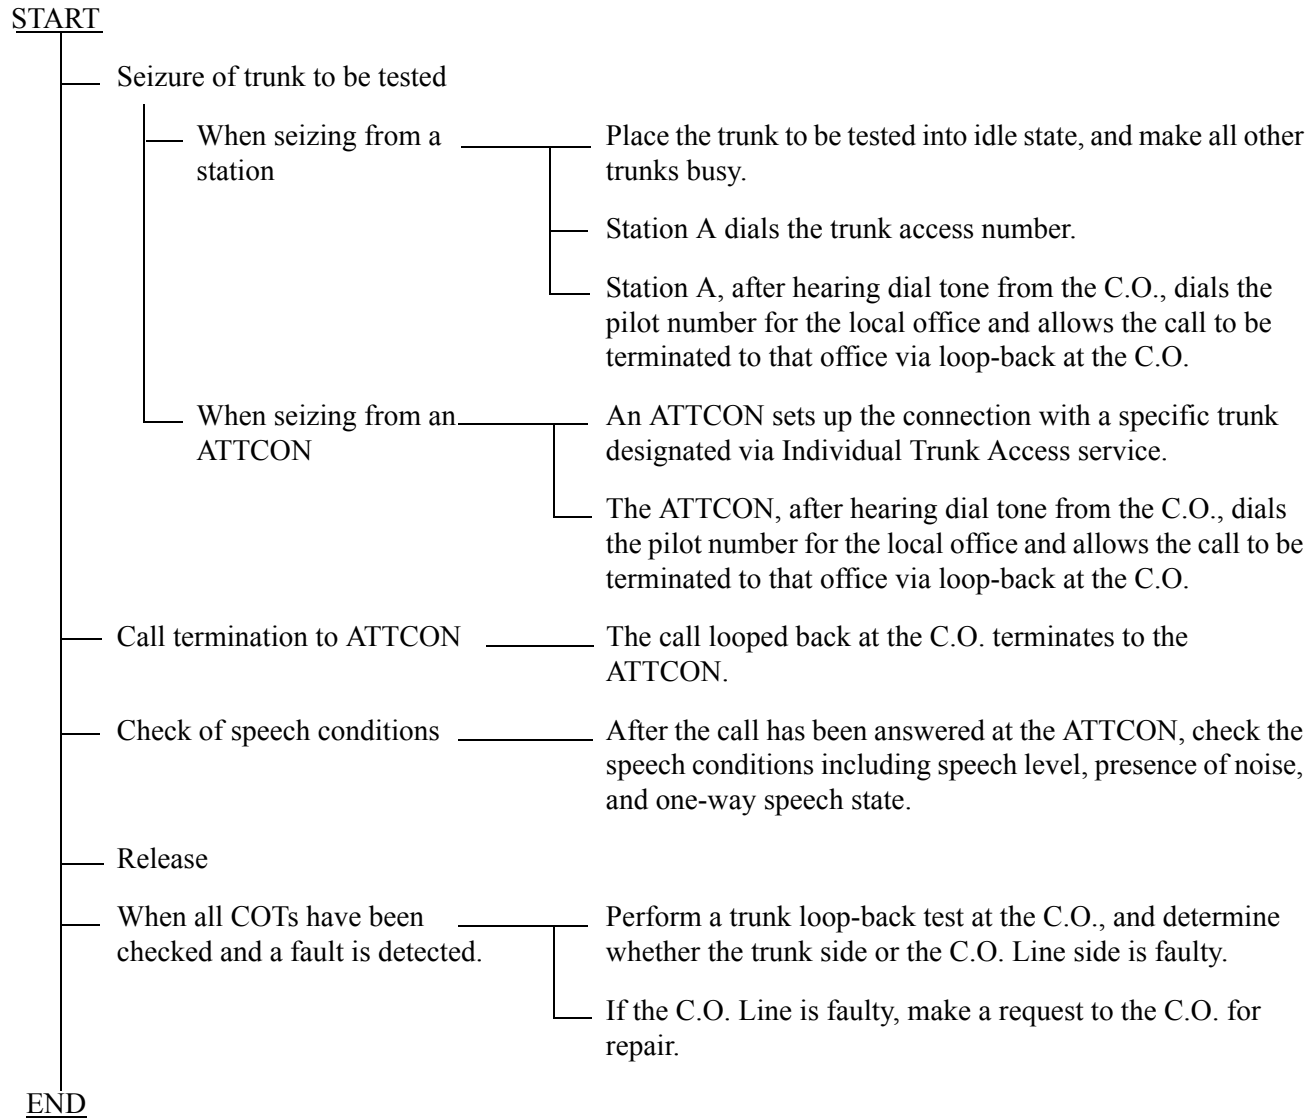 START
Seizure of trunk to be tested
When seizing from a
station
Place the trunk to be tested into idle state, and make all other
trunks busy.
Station A dials the trunk access number.
Station A, after hearing dial tone from the C.O., dials the
pilot number for the local office and allows the call to be
terminated to that office via loop-back at the C.O.
When seizing from an
ATTCON
An ATTCON sets up the connection with a specific trunk
designated via Individual Trunk Access service.
The ATTCON, after hearing dial tone from the C.O., dials
the pilot number for the local office and allows the call to be
terminated to that office via loop-back at the C.O.
Call termination to ATTCON
The call looped back at the C.O. terminates to the
ATTCON.
Check of speech conditions
After the call has been answered at the ATTCON, check the
speech conditions including speech level, presence of noise,
and one-way speech state.
Release
When all COTs have been
checked and a fault is detected.
Perform a trunk loop-back test at the C.O., and determine
whether the trunk side or the C.O. Line side is faulty.
If the C.O. Line is faulty, make a request to the C.O. for
repair.
END